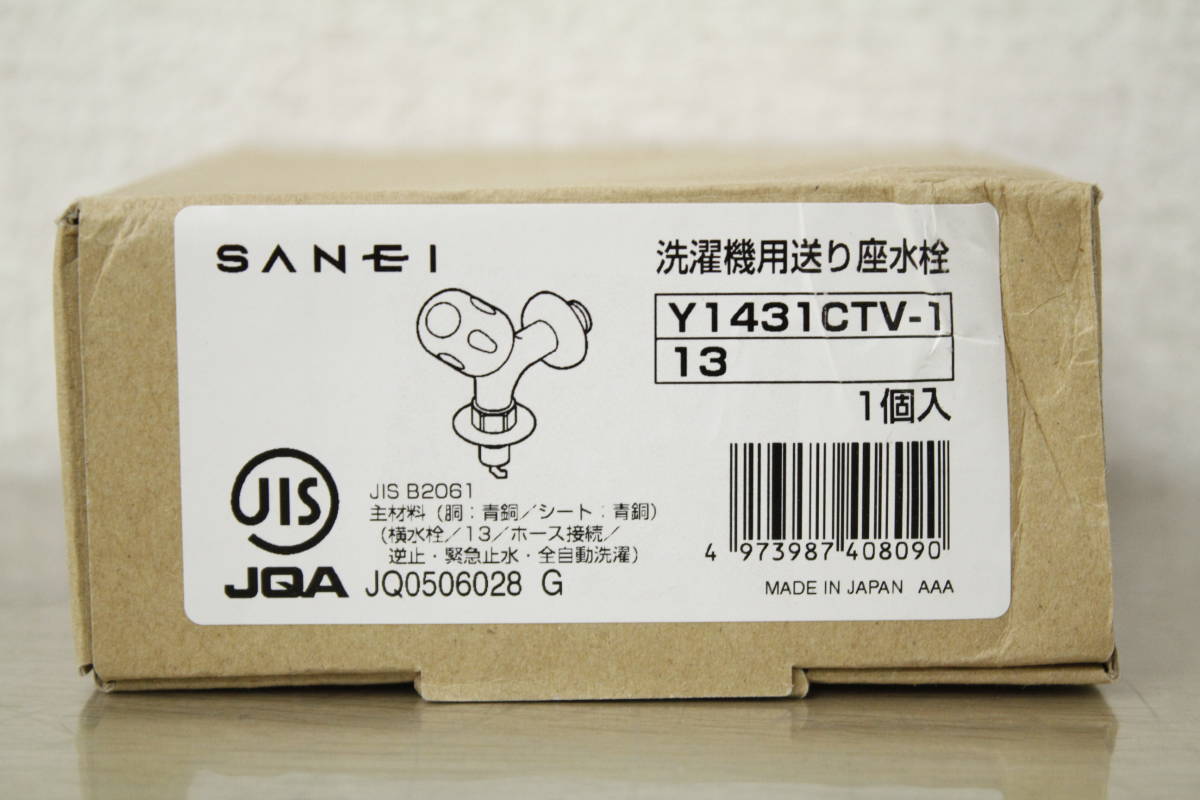 SANEI
洗濯機用送り座水栓
Y1431CTV-1
13
1個入
JIS
JIS B2061
主材料（胴：青銅／シート：青銅）
（横水栓／13／ホース接続／
逆止・緊急止水・全自動洗濯）
JQA JQ0506028 G
4 973987 408090
MADE IN JAPAN AAA